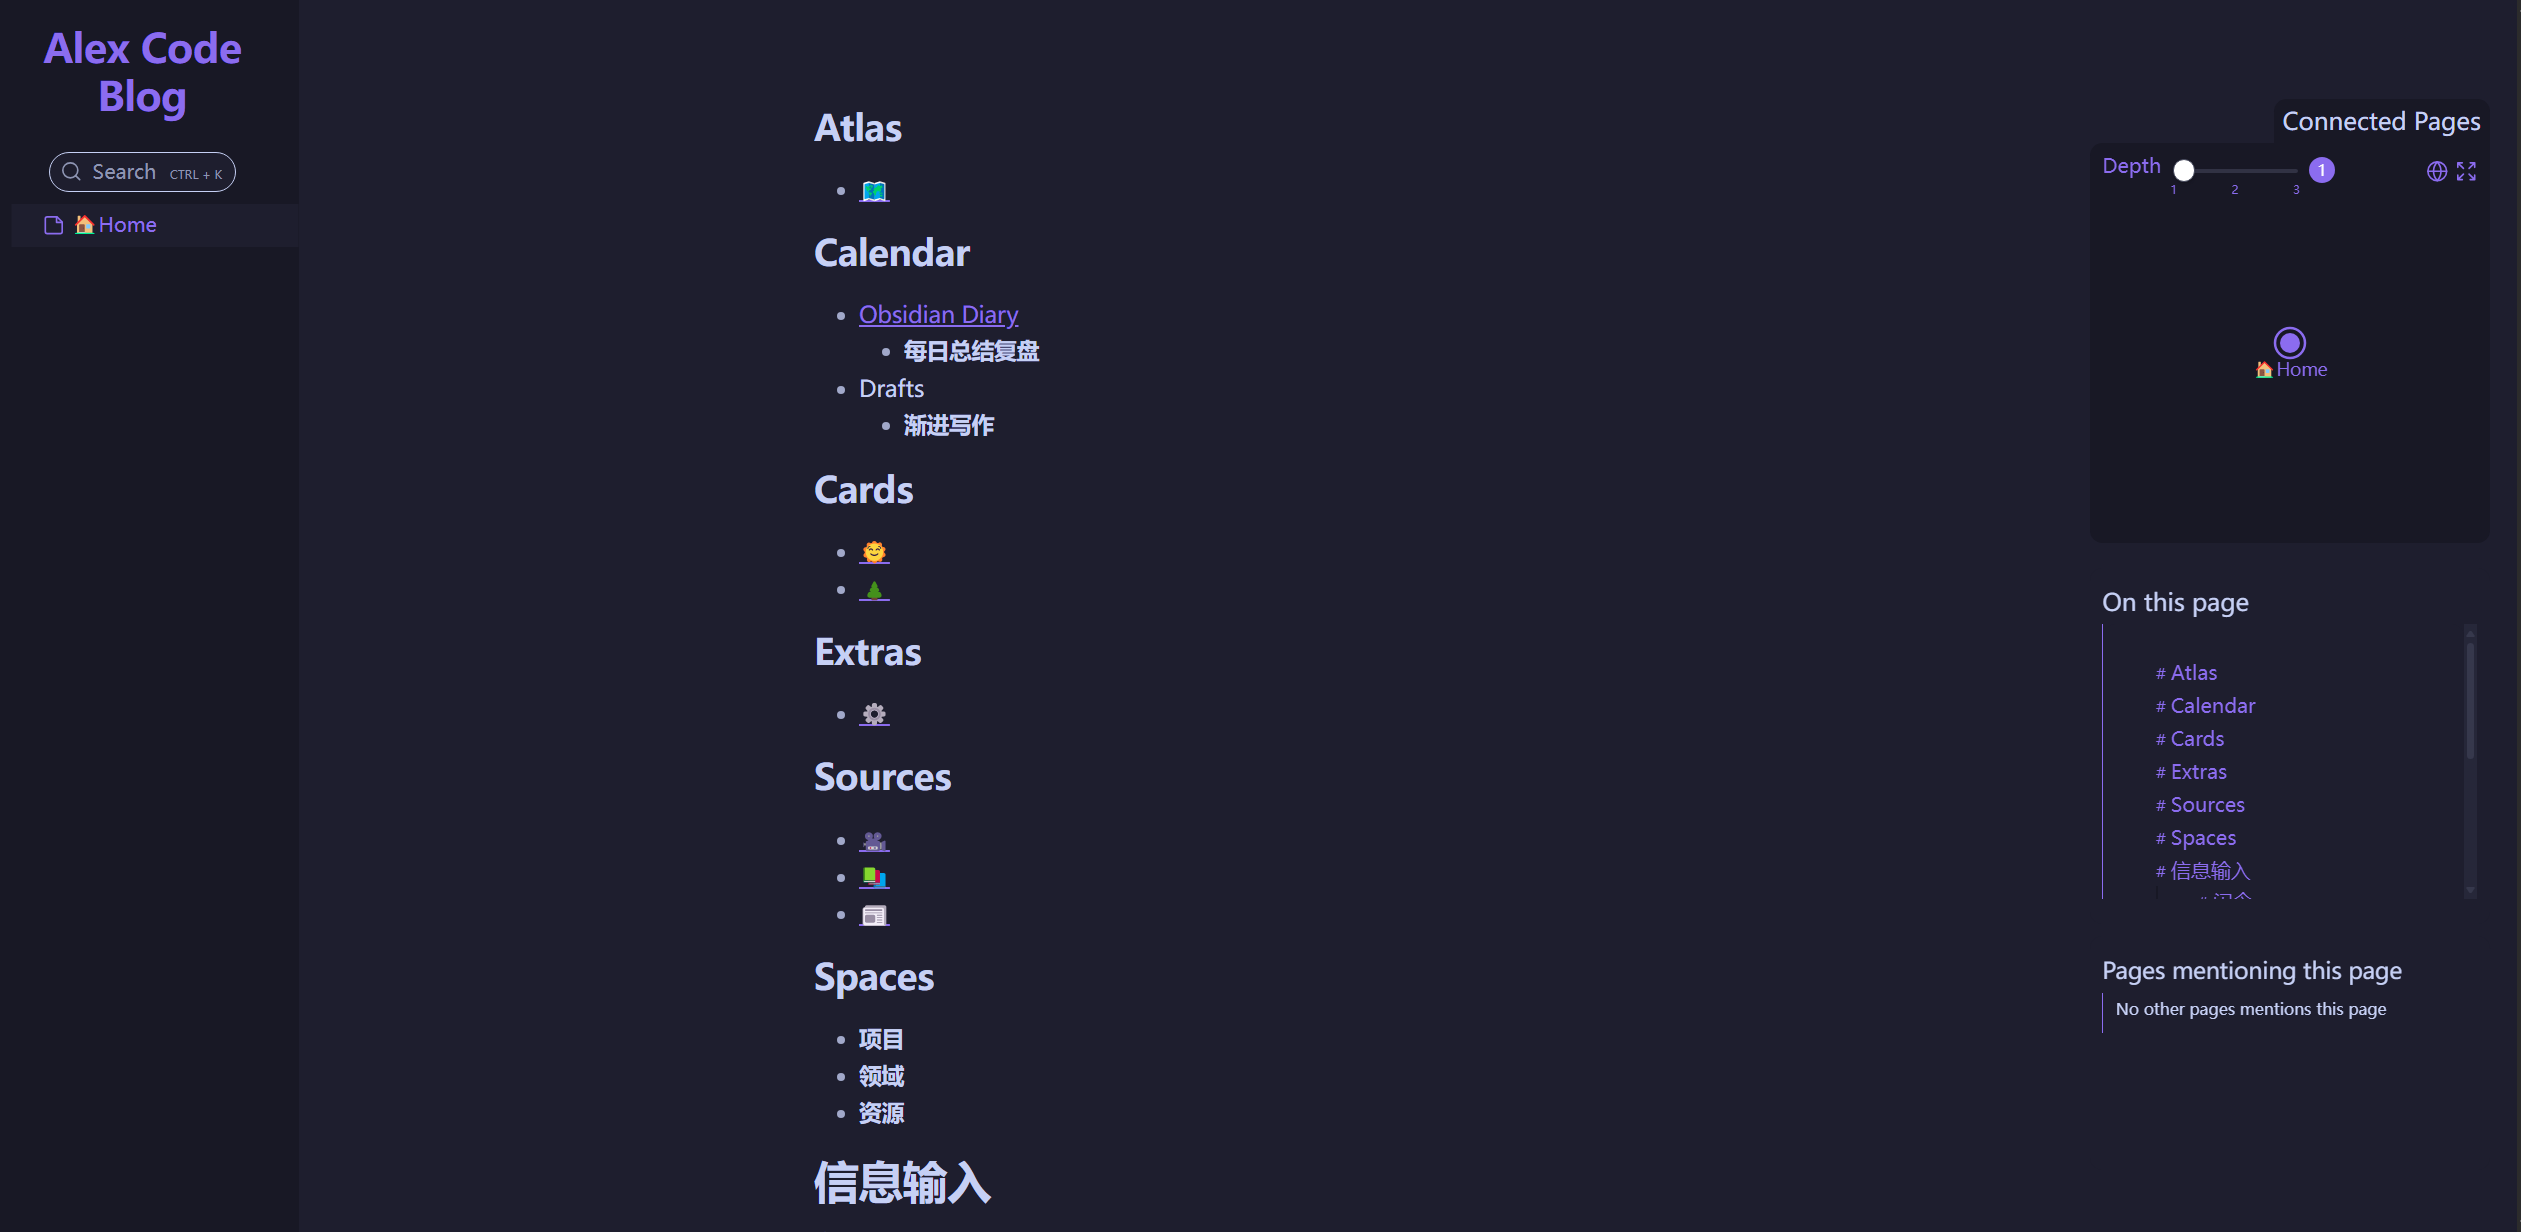 Alex Code
Blog
Search CTRL + K
🏠Home
Atlas
🗺️
Calendar
Obsidian Diary
每日总结复盘
Drafts
渐进写作
Cards
🌞
🌲
Extras
⚙️
Sources
🎥
📚
📰
Spaces
项目
领域
资源
信息输入
Connected Pages
Depth 1
1 2 3
🏠Home
On this page
# Atlas
# Calendar
# Cards
# Extras
# Sources
# Spaces
# 信息输入
Pages mentioning this page
No other pages mentions this page